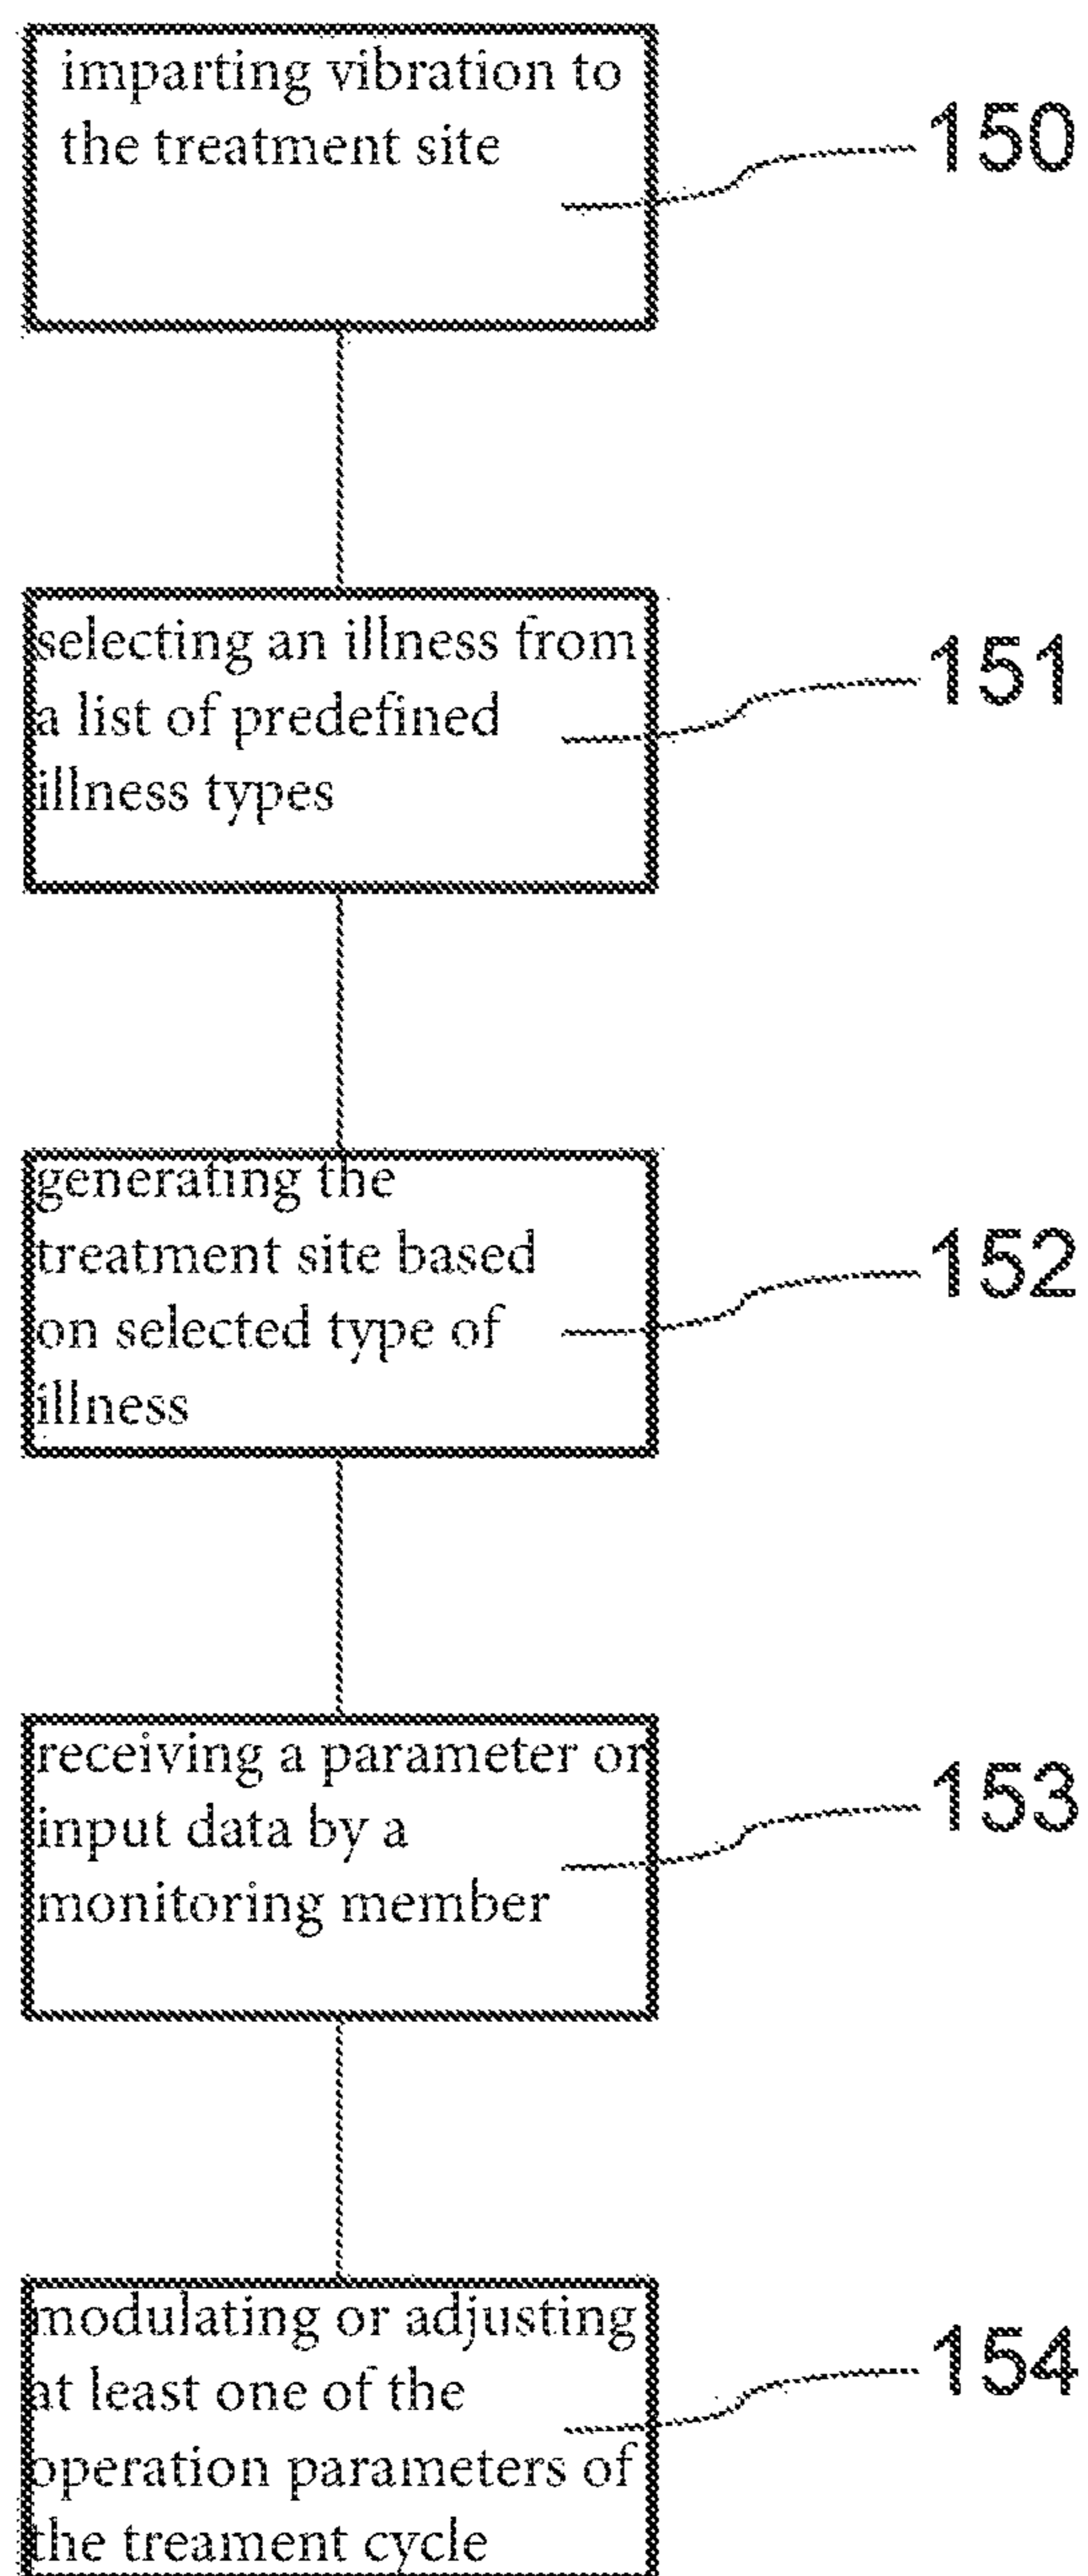 imparting vibration to
the treatment site
150
selecting an illness from
a list of predefined
illness types
151
generating the
treatment site based
on selected type of
illness
152
receiving a parameter or
input data by a
monitoring member
153
modulating or adjusting
at least one of the
operation parameters of
the treament cycle
154